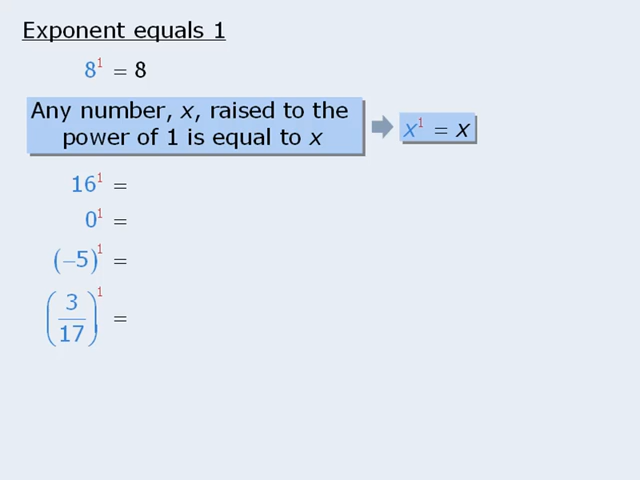 Exponent equals 1
8¹ = 8
Any number, x, raised to the
power of 1 is equal to x
x¹ = x
16¹ =
0¹ =
(−5)¹ =
(3/17)¹ =